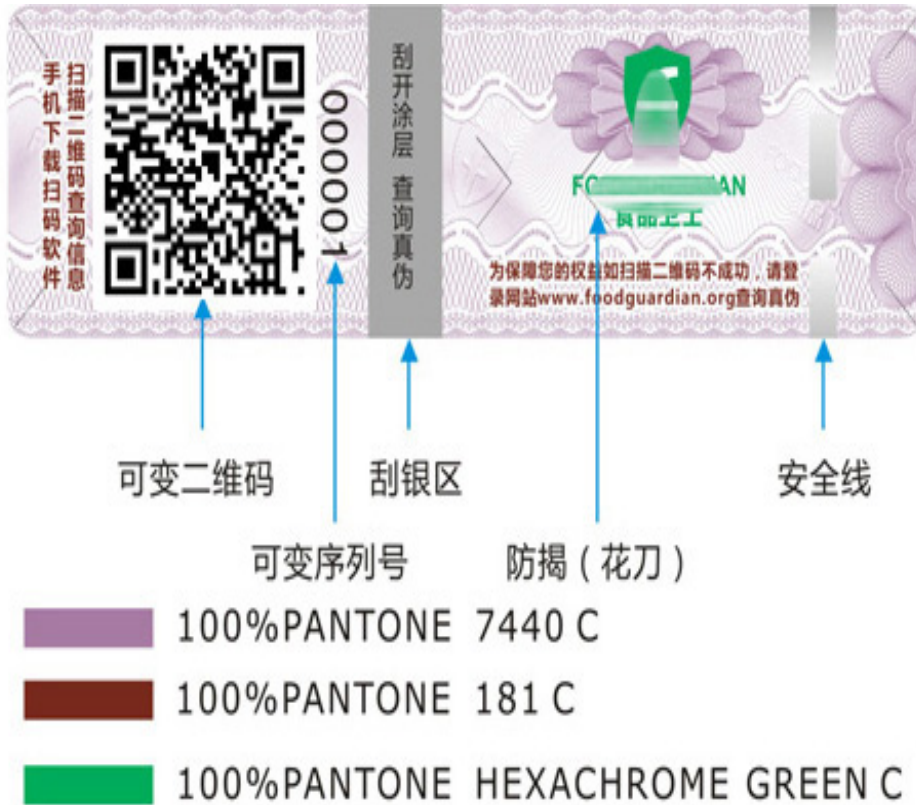 手机下载扫码软件
扫描二维码查询信息
000001
刮开涂层 查询真伪
食品卫士
为保障您的权益如扫描二维码不成功，请登
录网站www.foodguardian.org查询真伪
可变二维码
刮银区
安全线
可变序列号
防揭（花刀）
100%PANTONE 7440 C
100%PANTONE 181 C
100%PANTONE HEXACHROME GREEN C